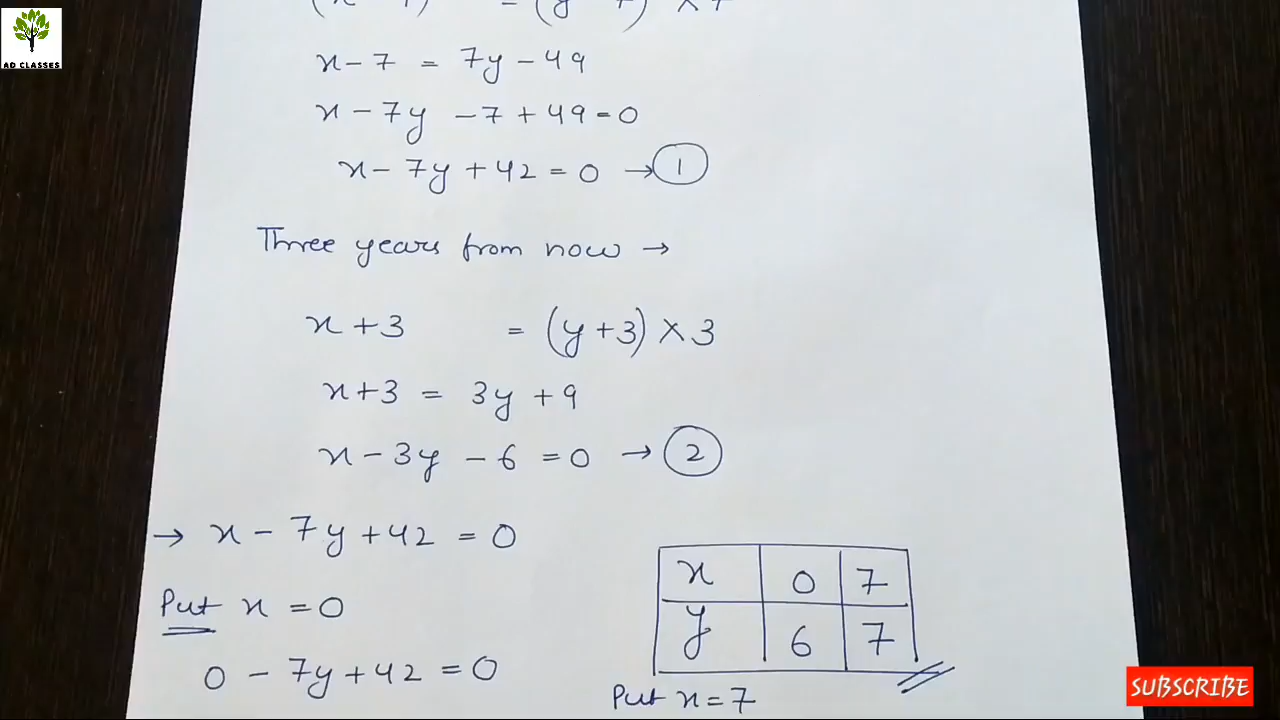 AD CLASSES
x - 7 = 7y - 49
x - 7y - 7 + 49 = 0
x - 7y + 42 = 0 → 1
Three years from now →
x + 3 = (y + 3) × 3
x + 3 = 3y + 9
x - 3y - 6 = 0 → 2
→ x - 7y + 42 = 0
Put x = 0
0 - 7y + 42 = 0
x 0 7
y 6 7
Put x = 7
SUBSCRIBE